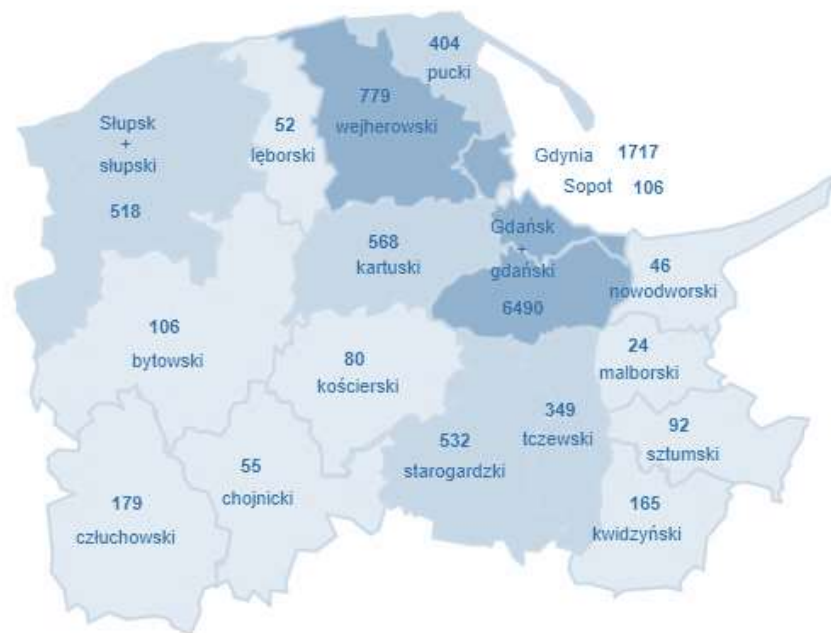 404
pucki
779
wejherowski
Słupsk
+
słupski
518
52
lęborski
Gdynia 1717
Sopot 106
568
kartuski
Gdańsk
+
gdański
6490
46
nowodworski
106
bytowski
80
kościerski
24
malborski
349
tczewski
532
starogardzki
92
sztumski
55
chojnicki
179
człuchowski
165
kwidzyński